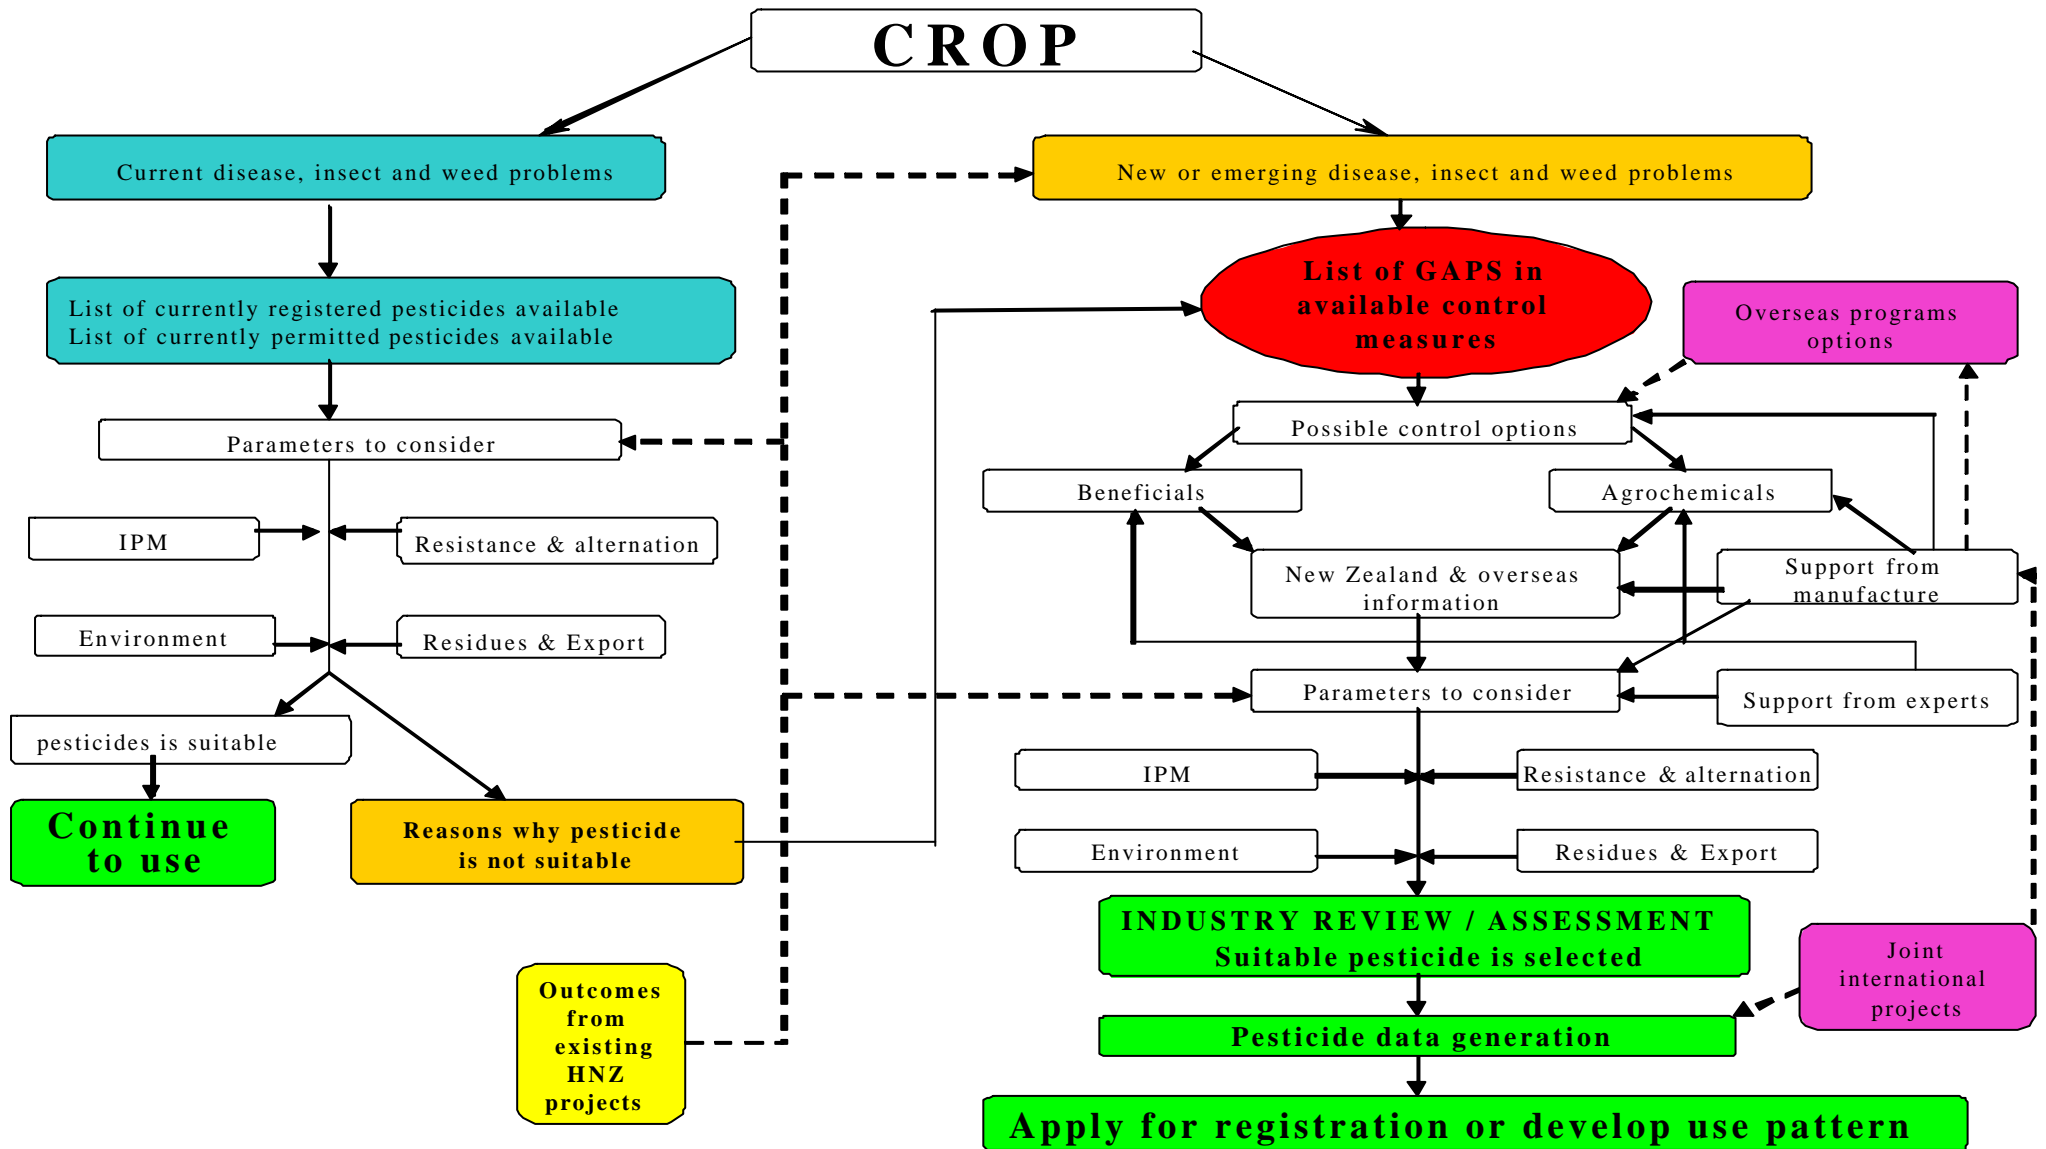 CROP
Current disease, insect and weed problems
New or emerging disease, insect and weed problems
List of currently registered pesticides available
List of currently permitted pesticides available
List of GAPS in
available control
measures
Overseas programs
options
Parameters to consider
Possible control options
Beneficials
Agrochemicals
IPM
Resistance & alternation
New Zealand & overseas
information
Support from
manufacture
Environment
Residues & Export
Parameters to consider
Support from experts
pesticides is suitable
IPM
Resistance & alternation
Continue
to use
Reasons why pesticide
is not suitable
Environment
Residues & Export
INDUSTRY REVIEW / ASSESSMENT
Suitable pesticide is selected
Joint
international
projects
Outcomes
from
existing
HNZ
projects
Pesticide data generation
Apply for registration or develop use pattern